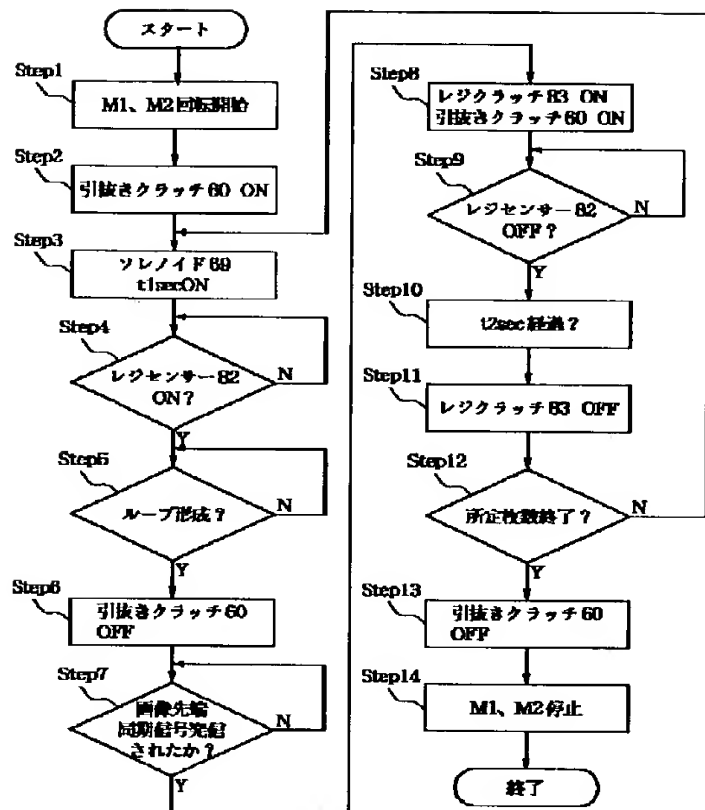 スタート
Step1
M1、M2回転開始
Step2
引抜きクラッチ60 ON
Step3
ソレノイド69
t1secON
Step4
レジセンサー82
ON？
N
Y
Step5
ループ形成？
N
Y
Step6
引抜きクラッチ60
OFF
Step7
画像先端
同期信号発信
されたか？
N
Y
Step8
レジクラッチ83 ON
引抜きクラッチ60 ON
Step9
レジセンサー82
OFF？
N
Y
Step10
t2sec経過？
Step11
レジクラッチ83 OFF
Step12
所定枚数終了？
N
Y
Step13
引抜きクラッチ60
OFF
Step14
M1、M2停止
終了